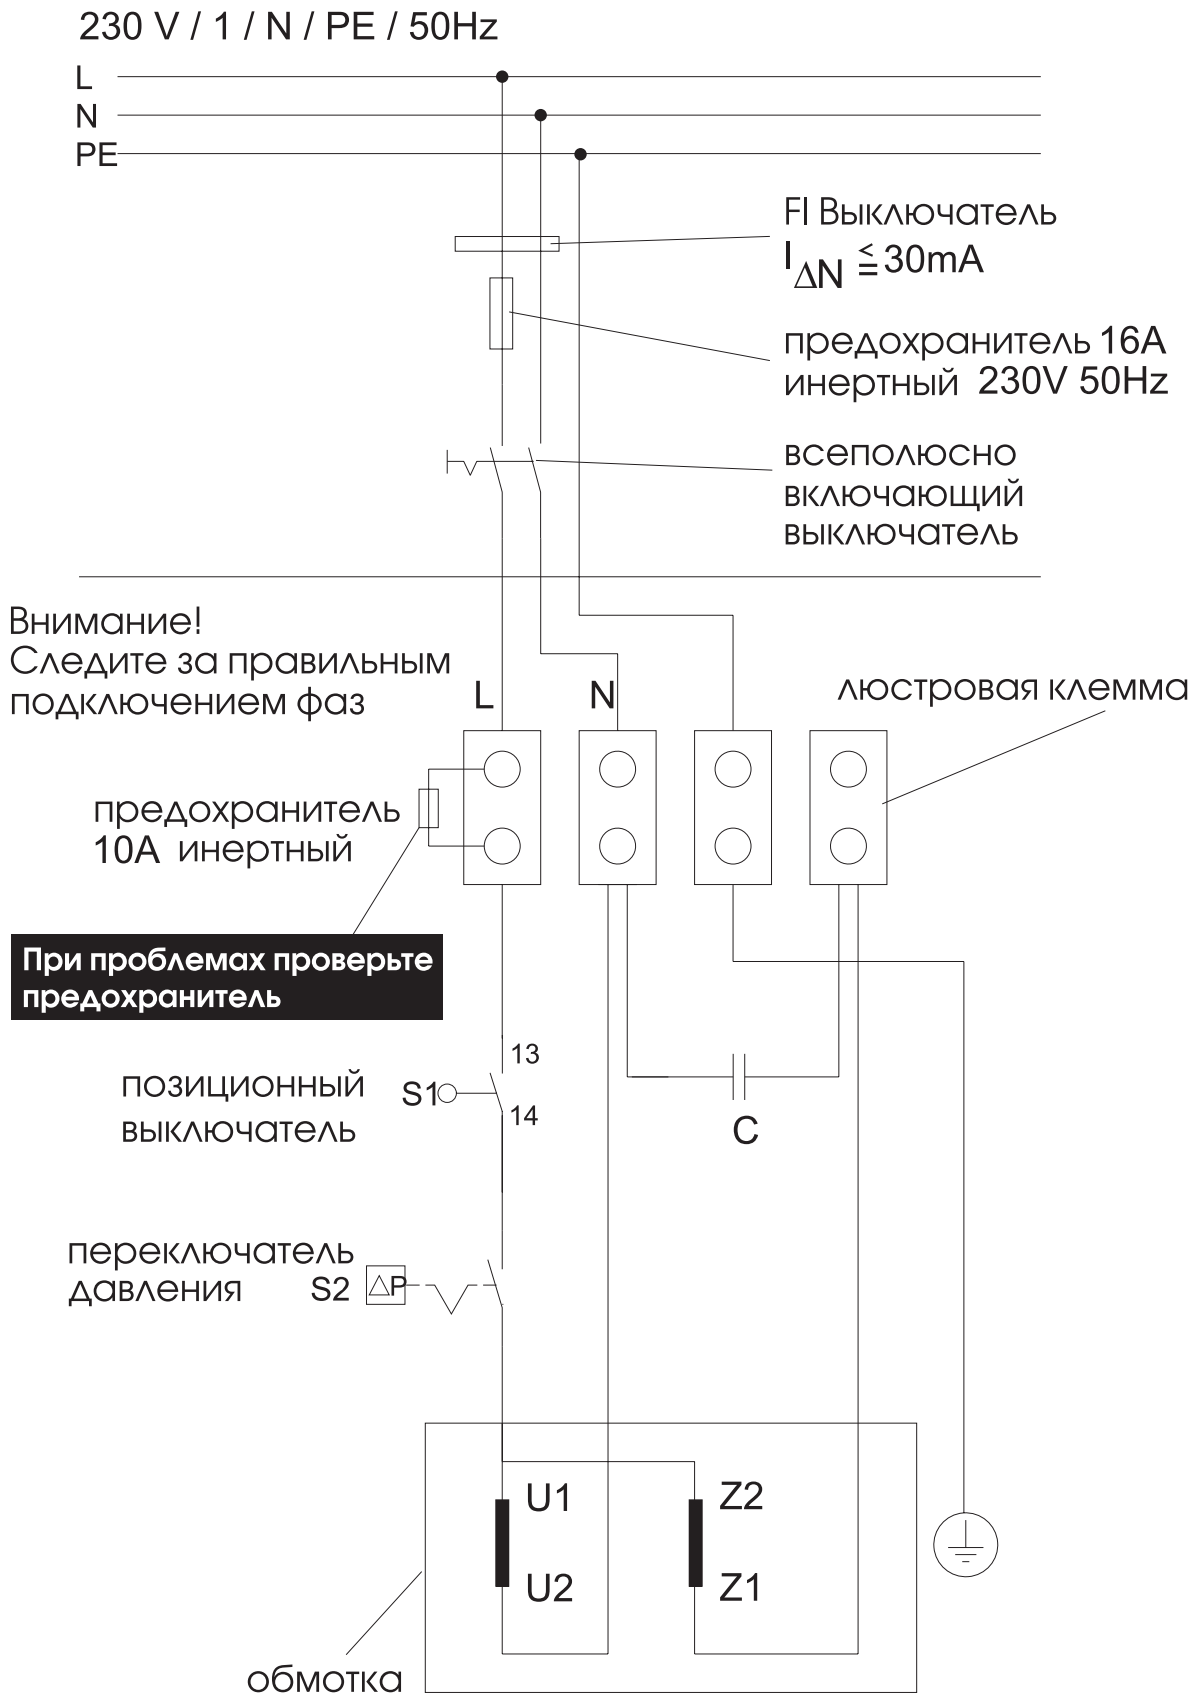 230 V / 1 / N / PE / 50Hz
L
N
PE
FI Выключатель
I ΔN ≦ 30mA
предохранитель 16A
инертный 230V 50Hz
всеполюсно
включающий
выключатель
Внимание!
Следите за правильным
подключением фаз
L
N
люстровая клемма
предохранитель
10A инертный
При проблемах проверьте
предохранитель
13
позиционный
выключатель
S1
14
C
переключатель
давления
S2
ΔP
U1
Z2
U2
Z1
обмотка